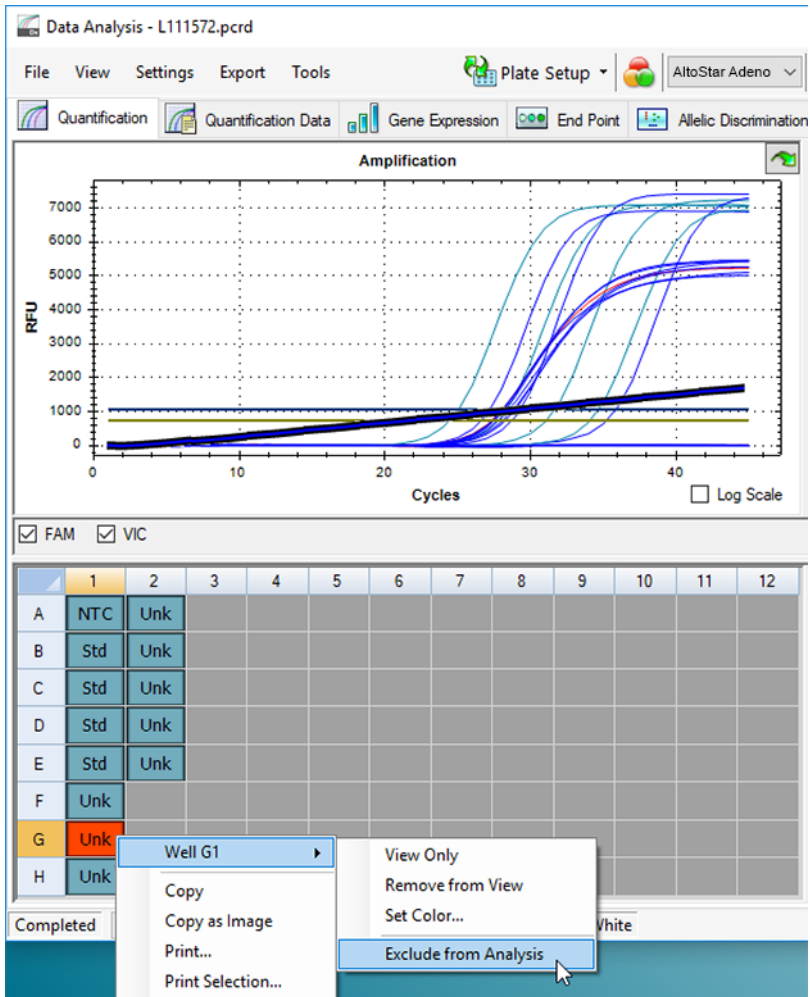 Data Analysis - L111572.pcrd
File View Settings Export Tools Plate Setup AltoStar Adeno
Quantification Quantification Data Gene Expression End Point Allelic Discrimination
Amplification
7000
6000
5000
4000
3000
2000
1000
0
RFU
0 10 20 30 40
Cycles
Log Scale
FAM VIC
1 2 3 4 5 6 7 8 9 10 11 12
A NTC Unk
B Std Unk
C Std Unk
D Std Unk
E Std Unk
F Unk
G Unk
H Unk
Well G1
Copy
Copy as Image
Print...
Print Selection...
View Only
Remove from View
Set Color...
Exclude from Analysis
Completed